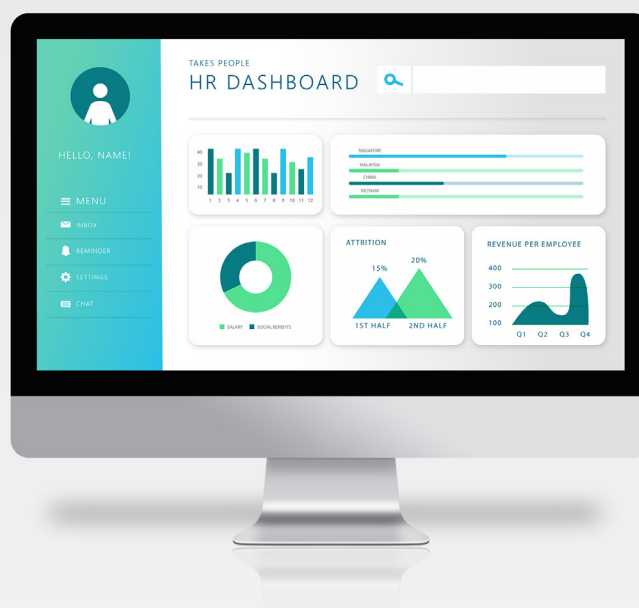 TAKES PEOPLE
HR DASHBOARD
HELLO, NAME!
MENU
INBOX
REMINDER
SETTINGS
CHAT
40
30
20
10
1 2 3 4 5 6 7 8 9 10 11 12
SINGAPORE
MALAYSIA
CHINA
VIETNAM
SALARY SOCIAL BENEFITS
ATTRITION
15%
20%
1ST HALF 2ND HALF
REVENUE PER EMPLOYEE
400
300
200
100
Q1 Q2 Q3 Q4